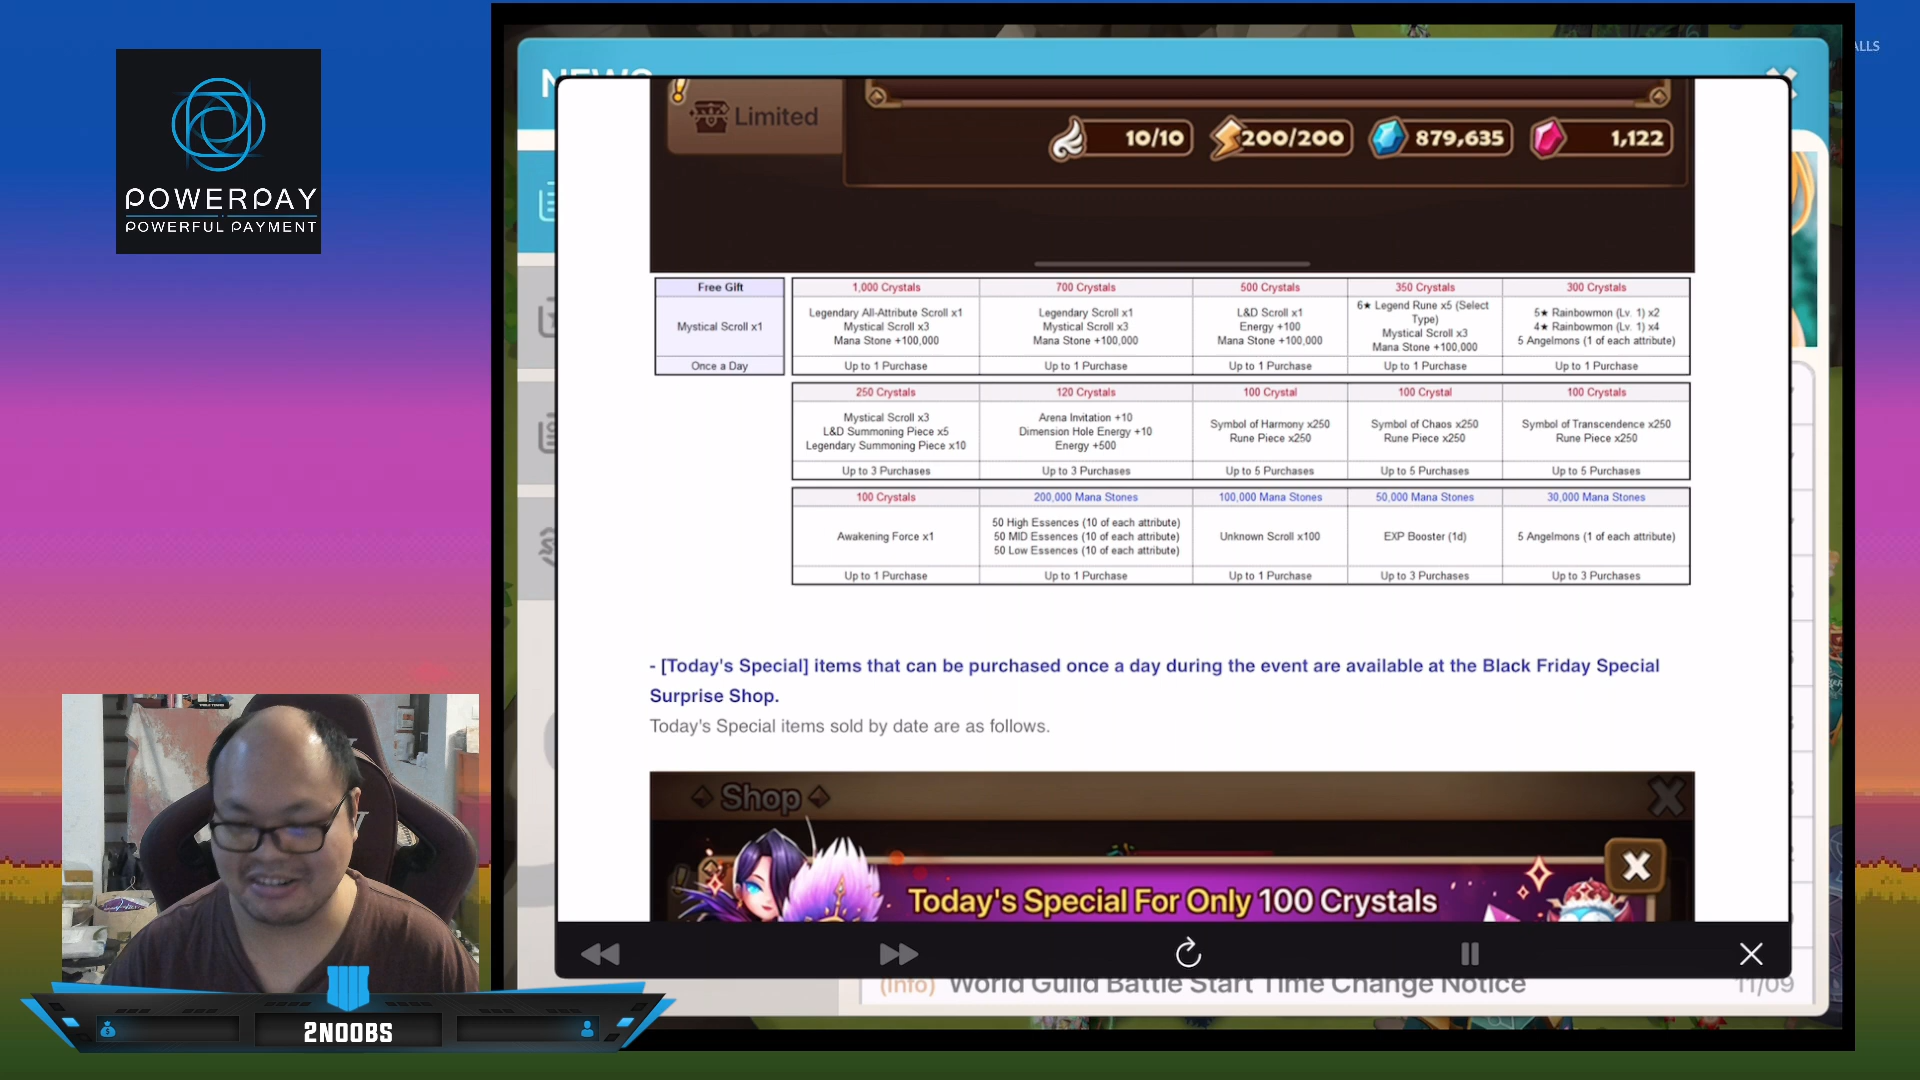 POWERPAY
POWERFUL PAYMENT
ALLS
NEWS
Limited
10/10
200/200
879,635
1,122
Free Gift
Mystical Scroll x1
Once a Day
1,000 Crystals
Legendary All-Attribute Scroll x1
Mystical Scroll x3
Mana Stone +100,000
Up to 1 Purchase
700 Crystals
Legendary Scroll x1
Mystical Scroll x3
Mana Stone +100,000
Up to 1 Purchase
500 Crystals
L&D Scroll x1
Energy +100
Mana Stone +100,000
Up to 1 Purchase
350 Crystals
6★ Legend Rune x5 (Select
Type)
Mystical Scroll x3
Mana Stone +100,000
Up to 1 Purchase
300 Crystals
5★ Rainbowmon (Lv. 1) x2
4★ Rainbowmon (Lv. 1) x4
5 Angelmons (1 of each attribute)
Up to 1 Purchase
250 Crystals
Mystical Scroll x3
L&D Summoning Piece x5
Legendary Summoning Piece x10
Up to 3 Purchases
120 Crystals
Arena Invitation +10
Dimension Hole Energy +10
Energy +500
Up to 3 Purchases
100 Crystal
Symbol of Harmony x250
Rune Piece x250
Up to 5 Purchases
100 Crystal
Symbol of Chaos x250
Rune Piece x250
Up to 5 Purchases
100 Crystals
Symbol of Transcendence x250
Rune Piece x250
Up to 5 Purchases
100 Crystals
Awakening Force x1
Up to 1 Purchase
200,000 Mana Stones
50 High Essences (10 of each attribute)
50 MID Essences (10 of each attribute)
50 Low Essences (10 of each attribute)
Up to 1 Purchase
100,000 Mana Stones
Unknown Scroll x100
Up to 1 Purchase
50,000 Mana Stones
EXP Booster (1d)
Up to 3 Purchases
30,000 Mana Stones
5 Angelmons (1 of each attribute)
Up to 3 Purchases
- [Today's Special] items that can be purchased once a day during the event are available at the Black Friday Special
Surprise Shop.
Today's Special items sold by date are as follows.
Shop
Today's Special For Only 100 Crystals
(Info) World Guild Battle Start Time Change Notice
11/09
2NOOBS